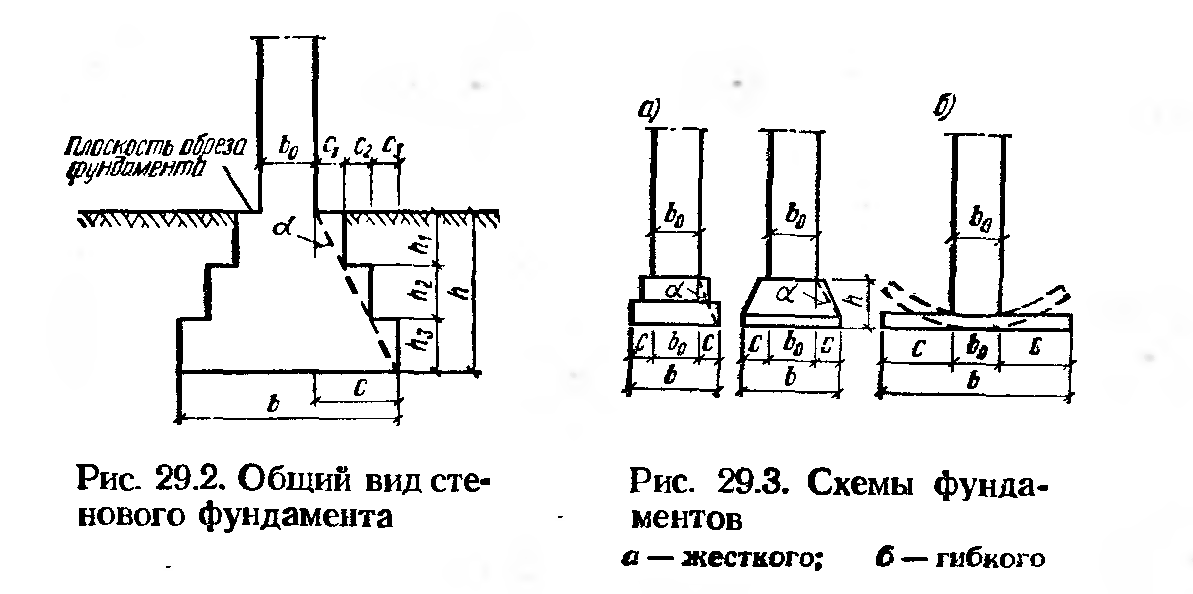 Плоскость обреза
фундамента
b₀ c₁ c₂ c₃
α
h₁
h₂
h₃
h
c
b
Рис. 29.2. Общий вид сте-
нового фундамента
а) б)
b₀ b₀ b₀
α α h
c b₀ c c b₀ c c b₀ c
b b b
Рис. 29.3. Схемы фунда-
ментов
а — жесткого; б — гибкого